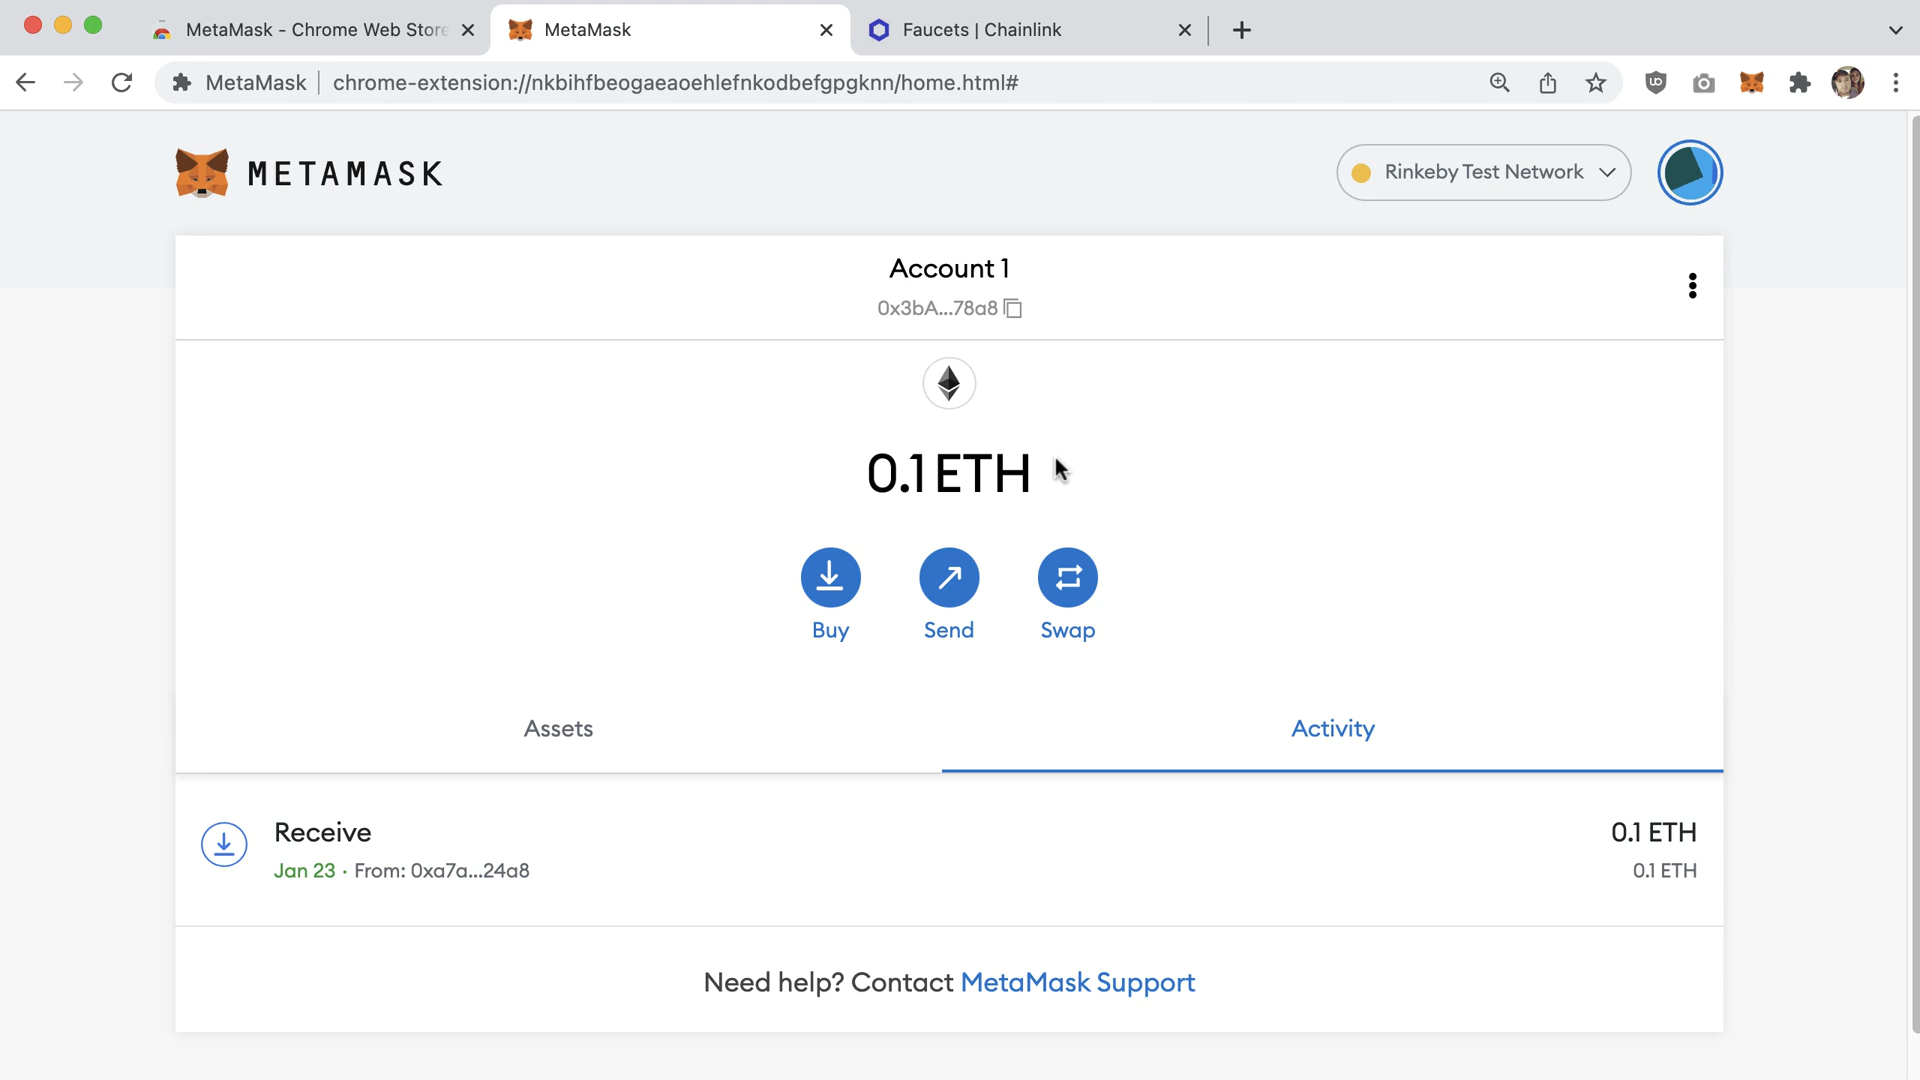 MetaMask - Chrome Web Store
MetaMask
Faucets | Chainlink
MetaMask
chrome-extension://nkbihfbeogaeaoehlefnkodbefgpgknn/home.html#
METAMASK
Rinkeby Test Network
Account 1
0x3bA...78a8
0.1 ETH
Buy
Send
Swap
Assets
Activity
Receive
0.1 ETH
Jan 23 · From: 0xa7a...24a8
0.1 ETH
Need help? Contact MetaMask Support